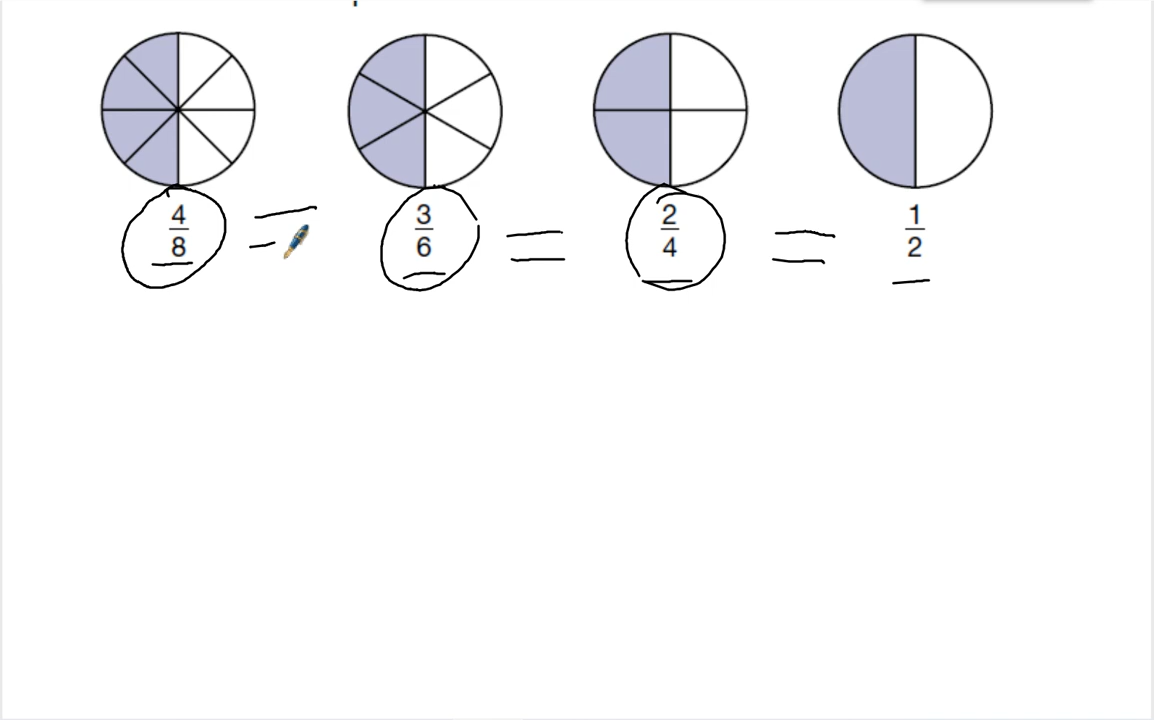 4/8 = 3/6 = 2/4 = 1/2